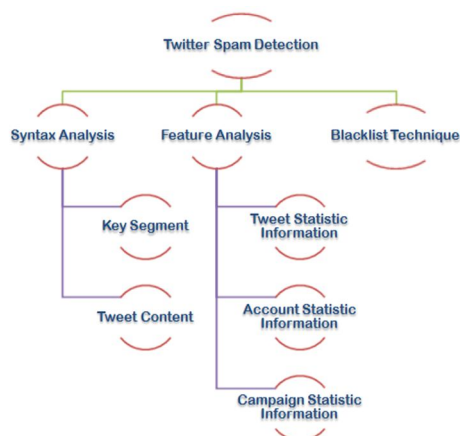 Twitter Spam Detection
Syntax Analysis
Feature Analysis
Blacklist Technique
Key Segment
Tweet Content
Tweet Statistic
Information
Account Statistic
Information
Campaign Statistic
Information